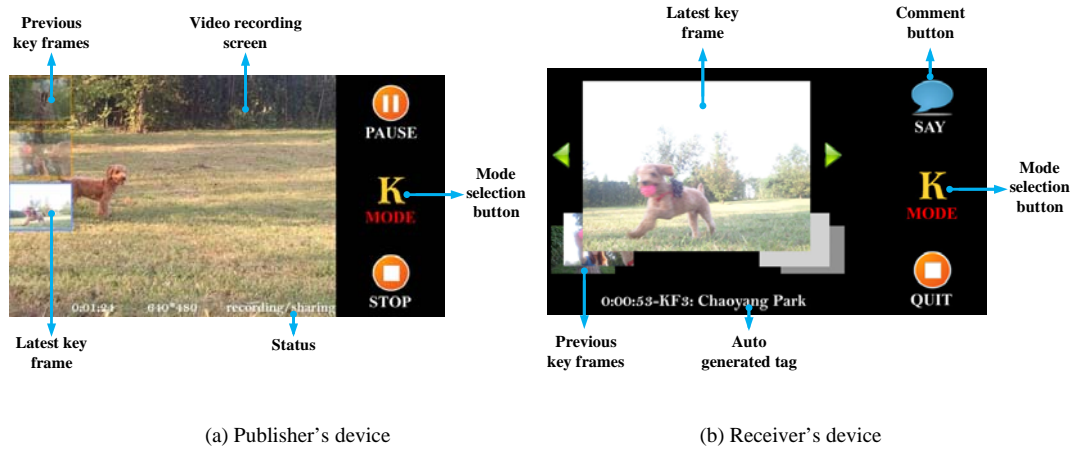 Previous
key frames
Video recording
screen
PAUSE
K
MODE
Mode
selection
button
STOP
0:01:24 640*480 recording/sharing
Latest key
frame
Status
(a) Publisher's device
Latest key
frame
Comment
button
SAY
K
MODE
Mode
selection
button
QUIT
0:00:53-KF3: Chaoyang Park
Previous
key frames
Auto
generated tag
(b) Receiver's device